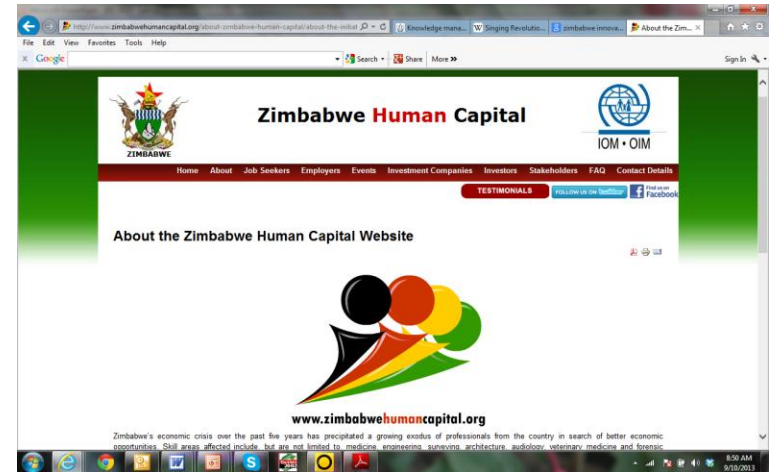 http://www.zimbabwehumancapital.org/about-zimbabwe-human-capital/about-the-initiat
Knowledge mana...
Singing Revolutio...
zimbabwe innova...
About the Zim...
File Edit View Favorites Tools Help
x Google Search Share More »
Sign In
ZIMBABWE
Zimbabwe Human Capital
IOM • OIM
Home About Job Seekers Employers Events Investment Companies Investors Stakeholders FAQ Contact Details
TESTIMONIALS
FOLLOW US ON twitter
Find us on
Facebook
About the Zimbabwe Human Capital Website
www.zimbabwehumancapital.org
Zimbabwe's economic crisis over the past five years has precipitated a growing exodus of professionals from the country in search of better economic
opportunities. Skill areas affected include, but are not limited to, medicine, engineering, surveying, architecture, audiology, veterinary medicine and forensic
8:50 AM
9/10/2013